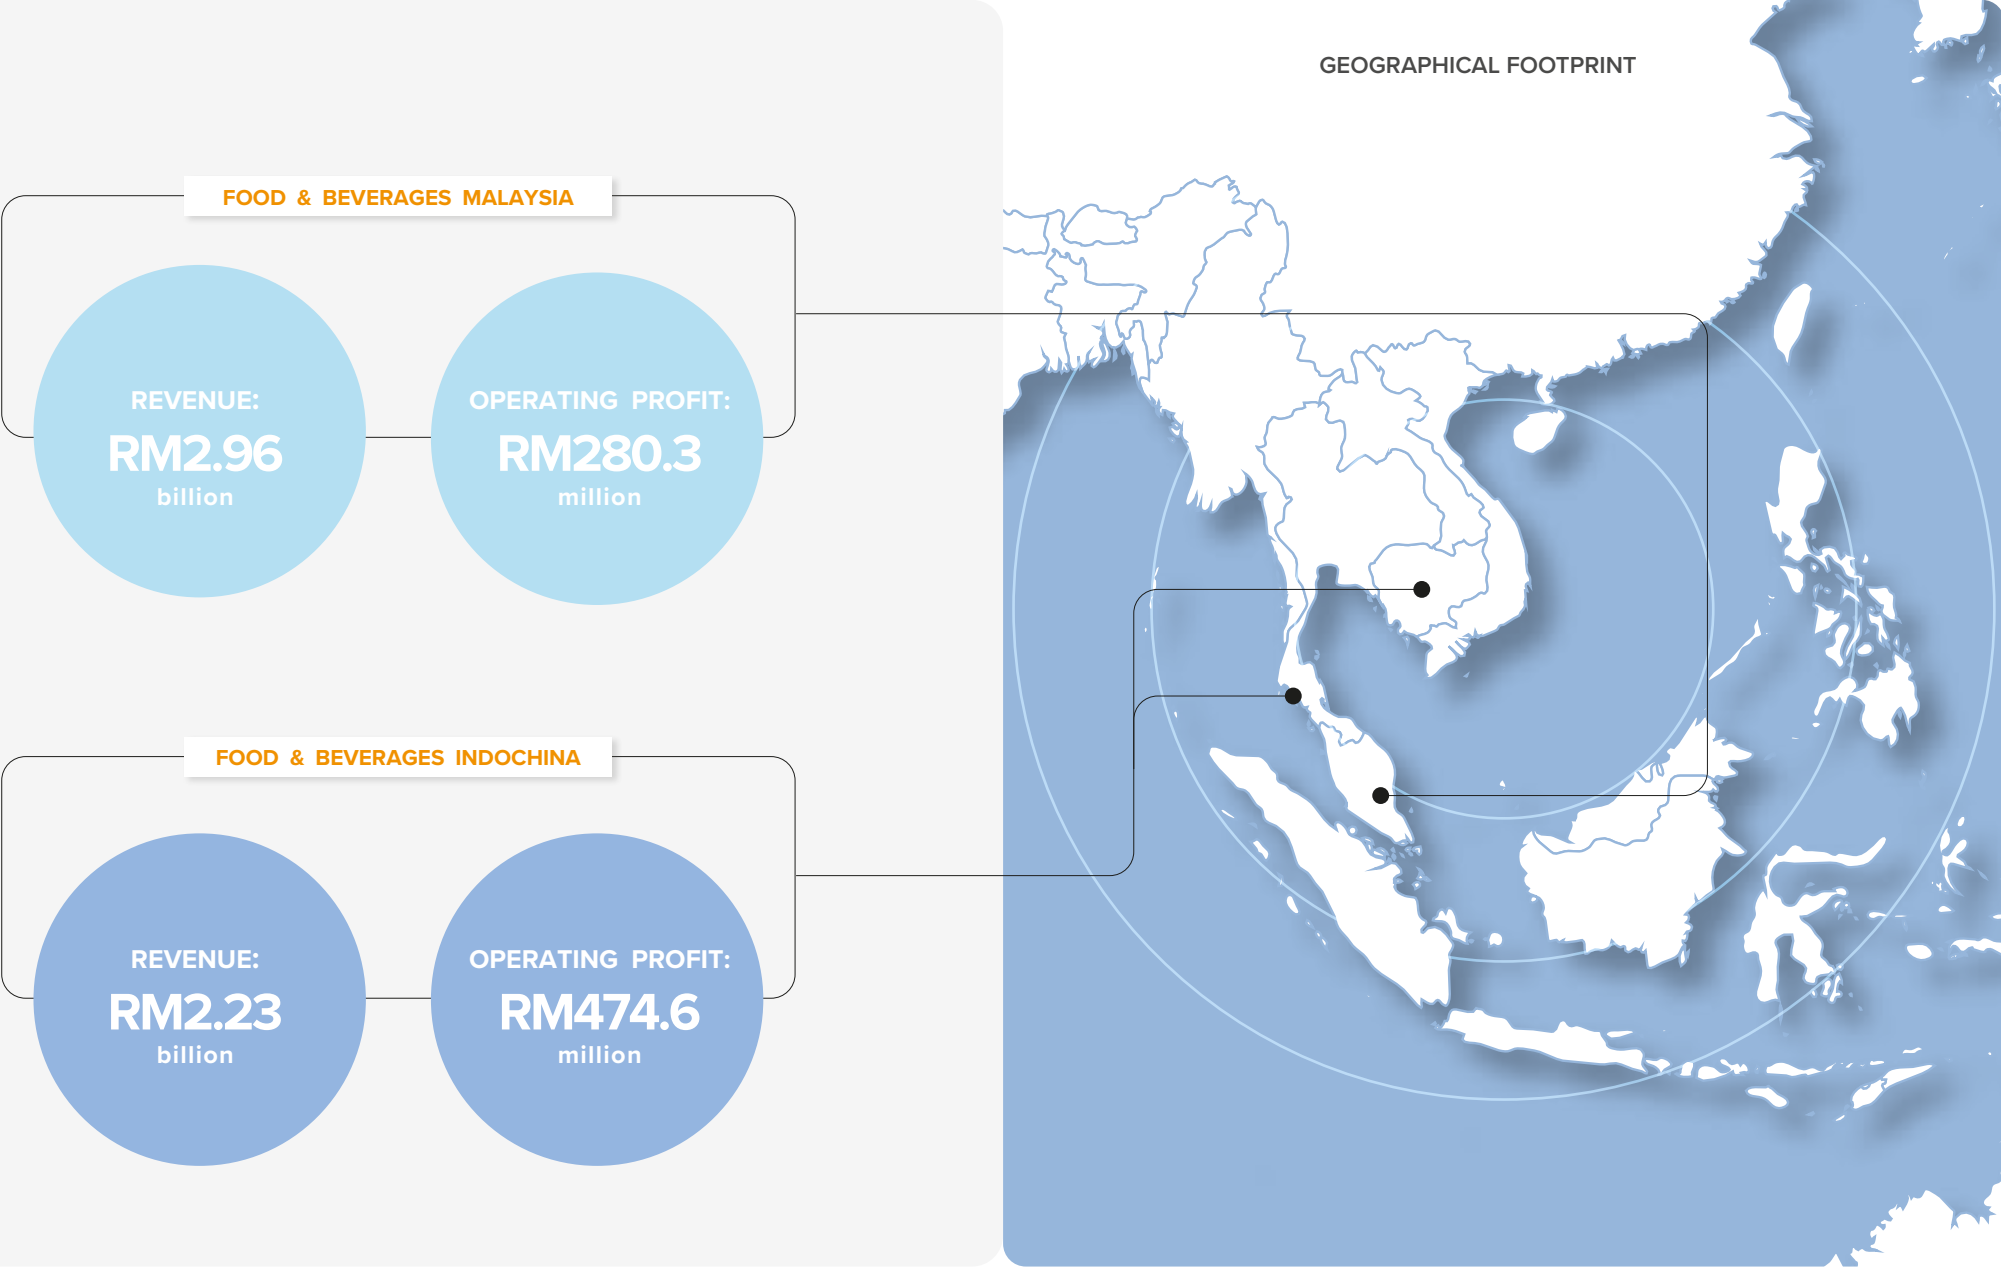 GEOGRAPHICAL FOOTPRINT
FOOD & BEVERAGES MALAYSIA
REVENUE:
RM2.96
billion
OPERATING PROFIT:
RM280.3
million
FOOD & BEVERAGES INDOCHINA
REVENUE:
RM2.23
billion
OPERATING PROFIT:
RM474.6
million